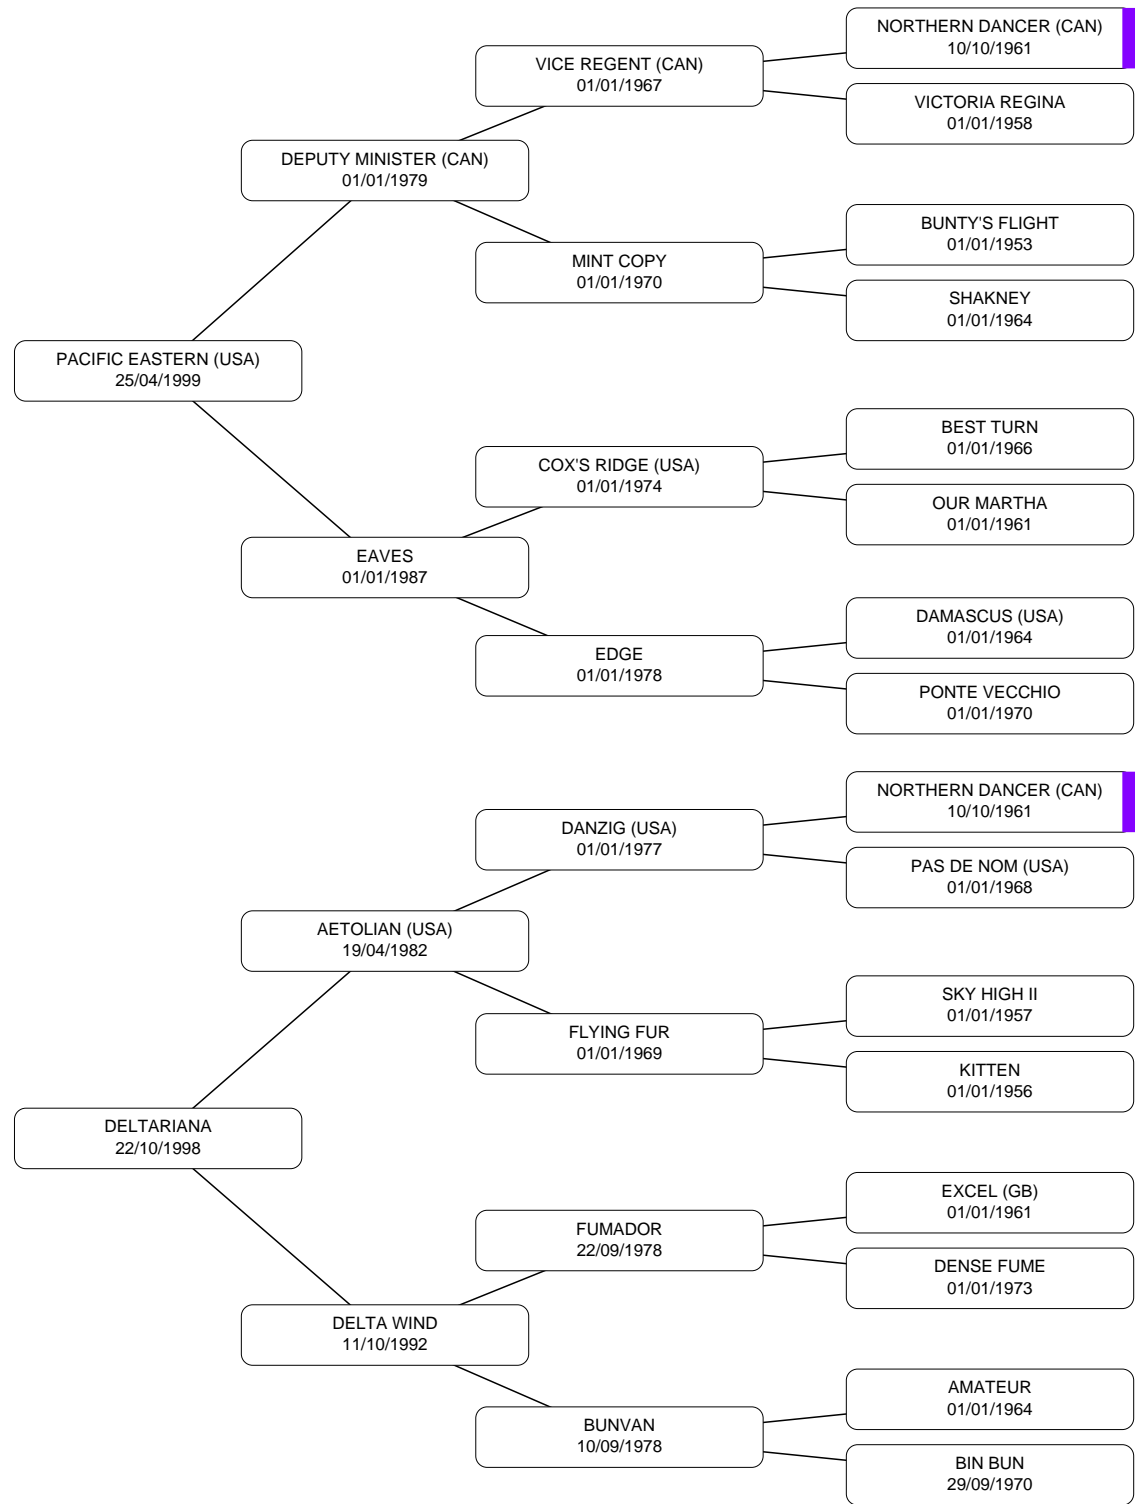 NORTHERN DANCER (CAN)
10/10/1961
VICE REGENT (CAN)
01/01/1967
VICTORIA REGINA
01/01/1958
DEPUTY MINISTER (CAN)
01/01/1979
BUNTY'S FLIGHT
01/01/1953
MINT COPY
01/01/1970
SHAKNEY
01/01/1964
PACIFIC EASTERN (USA)
25/04/1999
BEST TURN
01/01/1966
COX'S RIDGE (USA)
01/01/1974
OUR MARTHA
01/01/1961
EAVES
01/01/1987
DAMASCUS (USA)
01/01/1964
EDGE
01/01/1978
PONTE VECCHIO
01/01/1970
NORTHERN DANCER (CAN)
10/10/1961
DANZIG (USA)
01/01/1977
PAS DE NOM (USA)
01/01/1968
AETOLIAN (USA)
19/04/1982
SKY HIGH II
01/01/1957
FLYING FUR
01/01/1969
KITTEN
01/01/1956
DELTARIANA
22/10/1998
EXCEL (GB)
01/01/1961
FUMADOR
22/09/1978
DENSE FUME
01/01/1973
DELTA WIND
11/10/1992
AMATEUR
01/01/1964
BUNVAN
10/09/1978
BIN BUN
29/09/1970